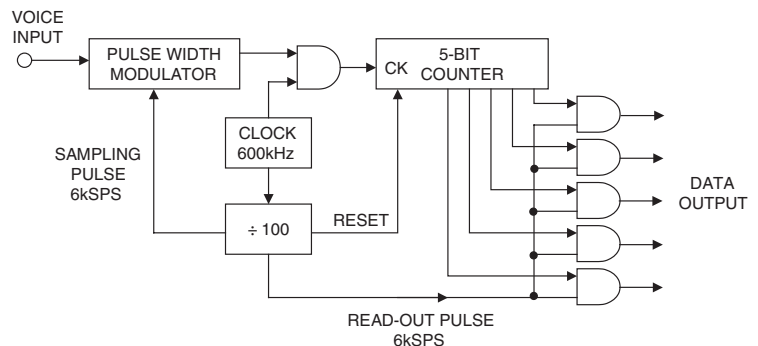 VOICE
INPUT
PULSE WIDTH
MODULATOR
5-BIT
CK
COUNTER
CLOCK
600kHz
SAMPLING
PULSE
6kSPS
DATA
OUTPUT
÷ 100
RESET
READ-OUT PULSE
6kSPS